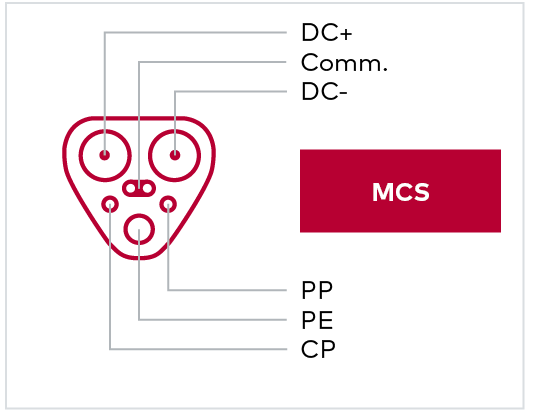 DC+
Comm.
DC-
MCS
PP
PE
CP